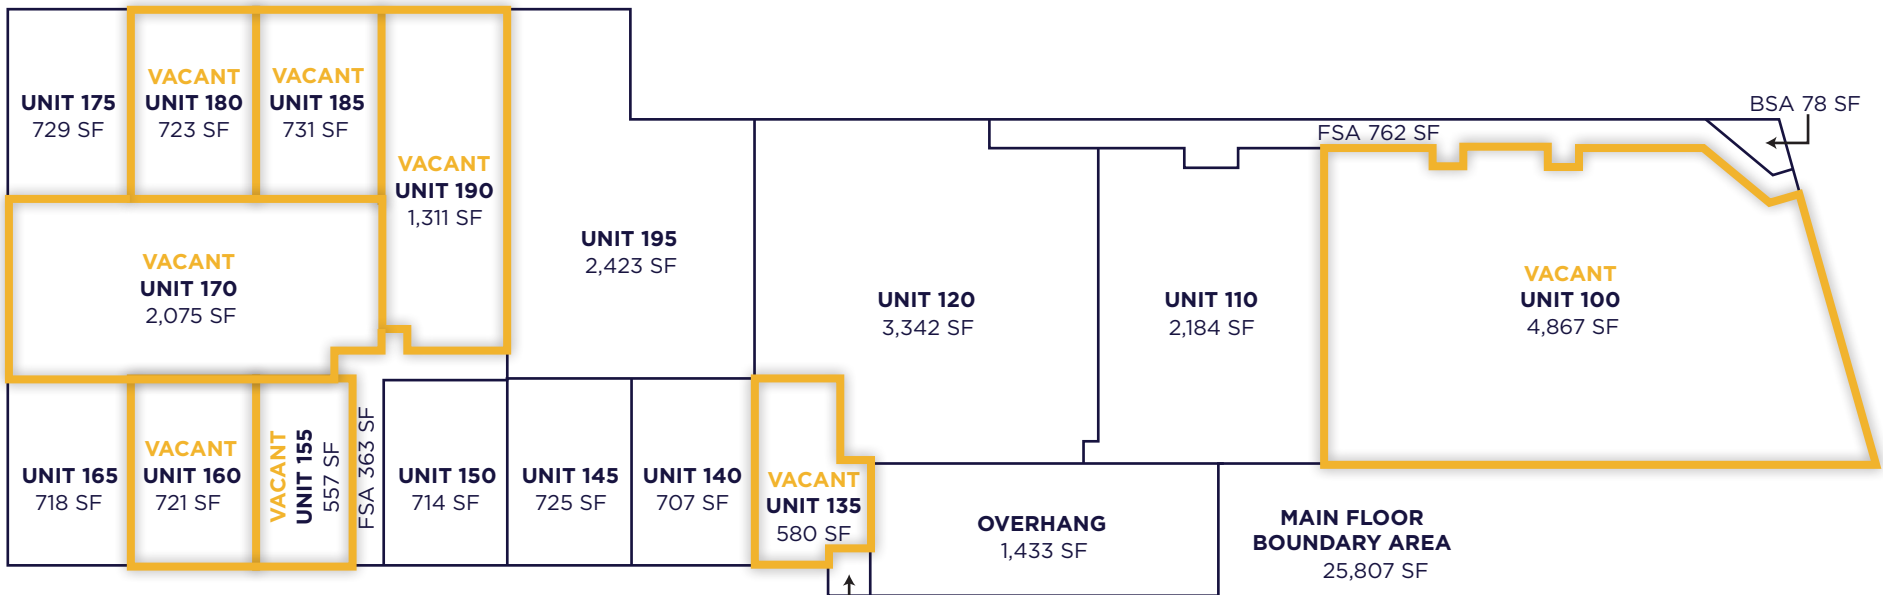 UNIT 175
729 SF
VACANT
UNIT 180
723 SF
VACANT
UNIT 185
731 SF
VACANT
UNIT 190
1,311 SF
UNIT 195
2,423 SF
UNIT 120
3,342 SF
UNIT 110
2,184 SF
FSA 762 SF
BSA 78 SF
VACANT
UNIT 100
4,867 SF
VACANT
UNIT 170
2,075 SF
UNIT 165
718 SF
VACANT
UNIT 160
721 SF
VACANT
UNIT 155
557 SF
FSA 363 SF
UNIT 150
714 SF
UNIT 145
725 SF
UNIT 140
707 SF
VACANT
UNIT 135
580 SF
OVERHANG
1,433 SF
MAIN FLOOR
BOUNDARY AREA
25,807 SF